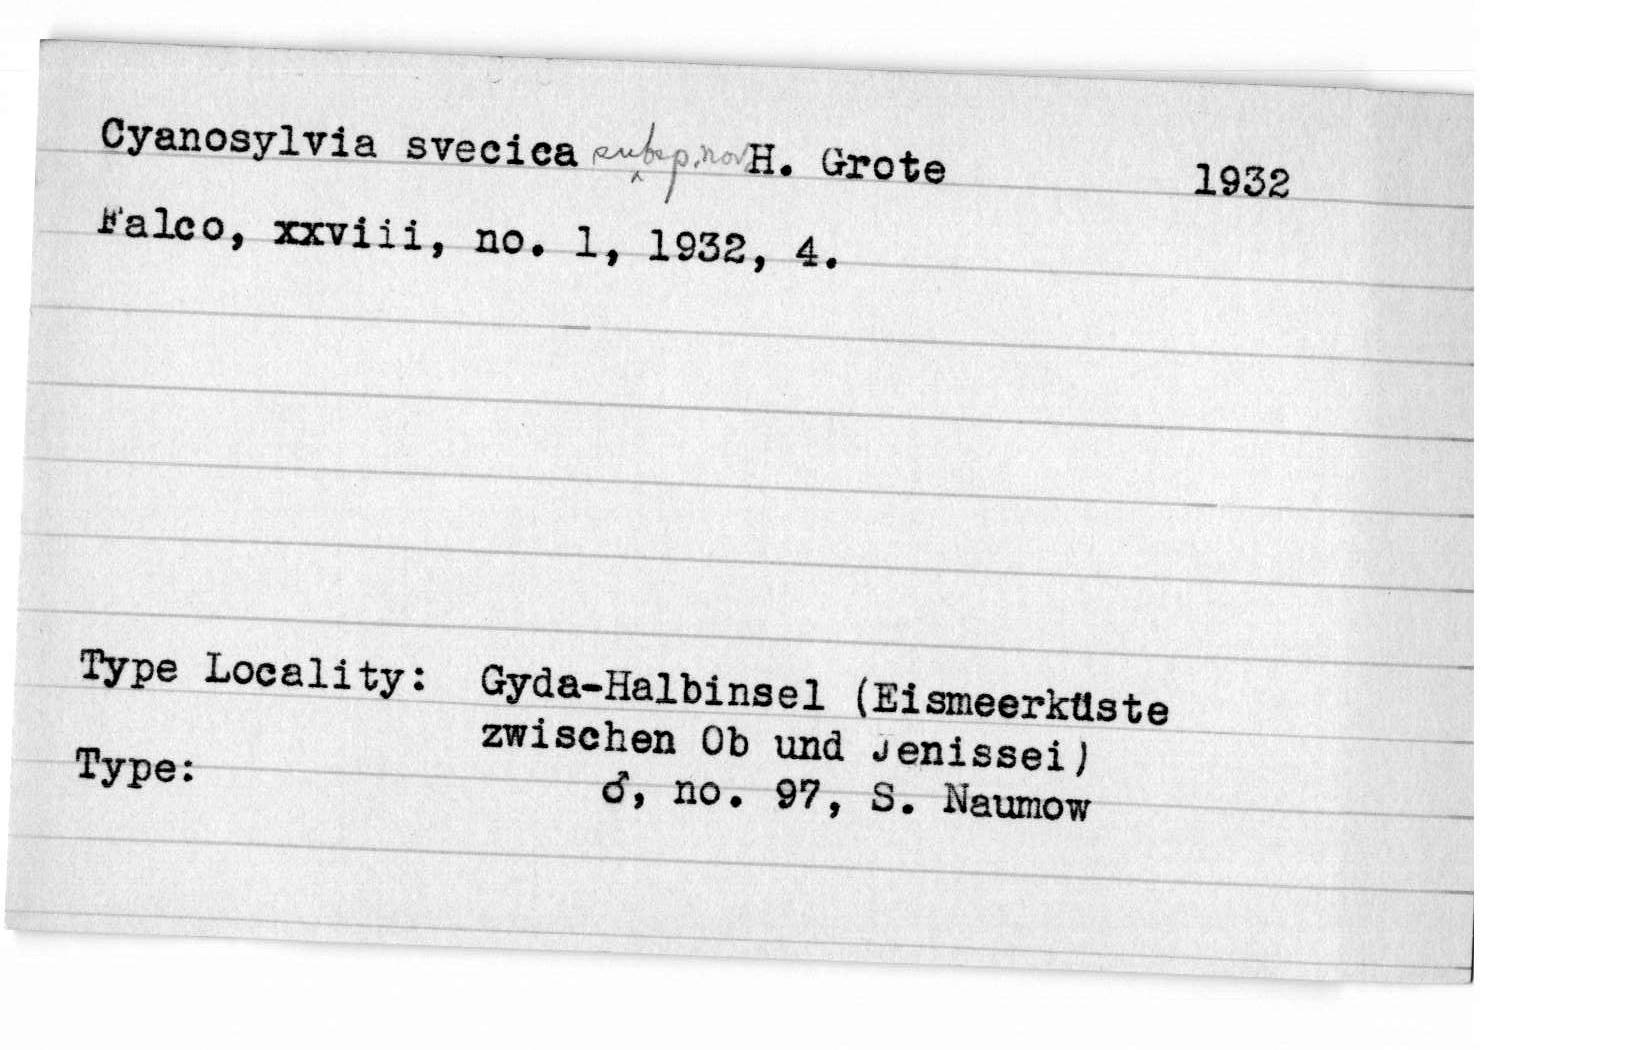 Cyanosylvia svecica subsp. nov H. Grote 1932
Falco, xxviii, no. 1, 1932, 4.
Type Locality: Gyda-Halbinsel (Eismeerküste
zwischen Ob und Jenissei)
Type: ♂, no. 97, S. Naumow